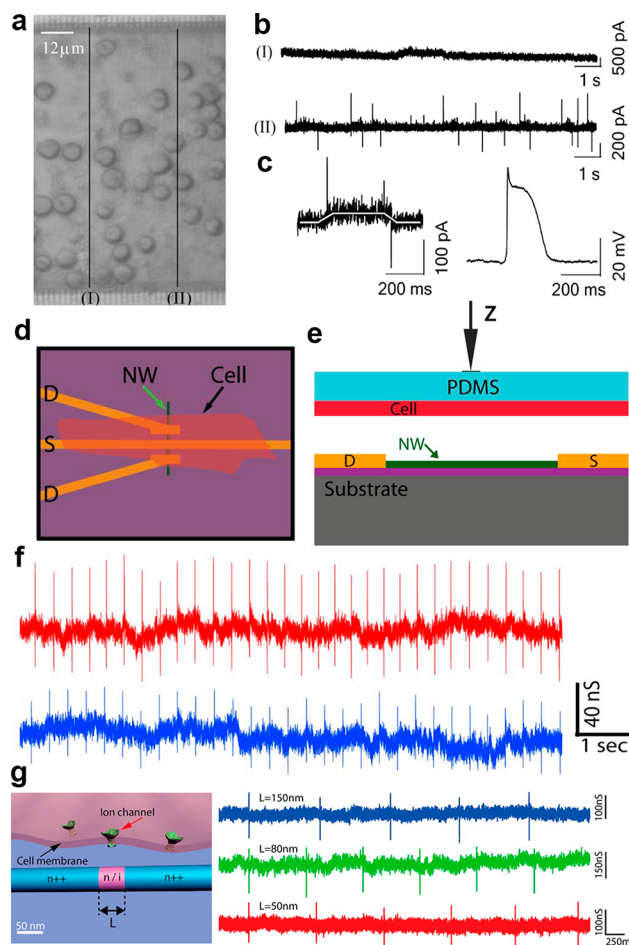 a
12μm
(I)
(II)
b
(I)
500 pA
1 s
(II)
200 pA
1 s
c
100 pA
200 ms
20 mV
200 ms
d
NW
Cell
D
S
D
e
Z
PDMS
Cell
NW
D
S
Substrate
f
40 nS
1 sec
g
Ion channel
Cell membrane
n++
n / i
n++
L
50 nm
L=150nm
100nS
L=80nm
150nS
L=50nm
100nS
250m